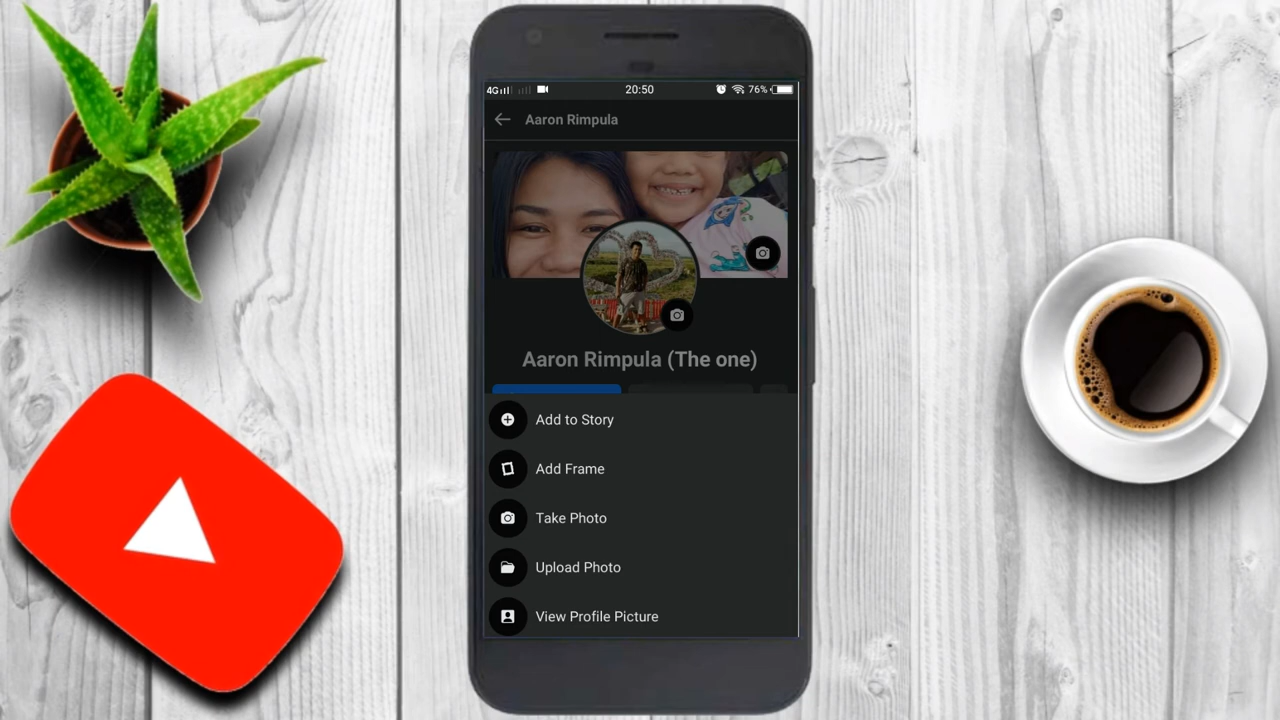 4G
20:50
76%
Aaron Rimpula
Aaron Rimpula (The one)
Add to Story
Add Frame
Take Photo
Upload Photo
View Profile Picture